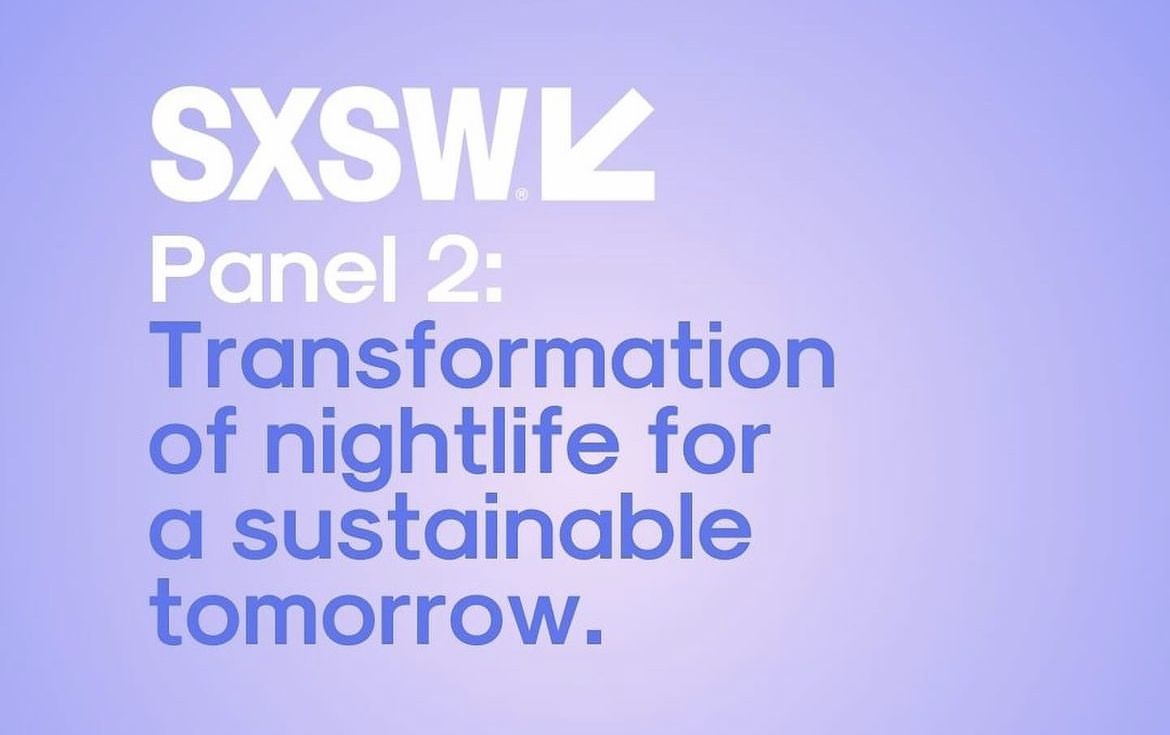 SXSW®
Panel 2:
Transformation
of nightlife for
a sustainable
tomorrow.